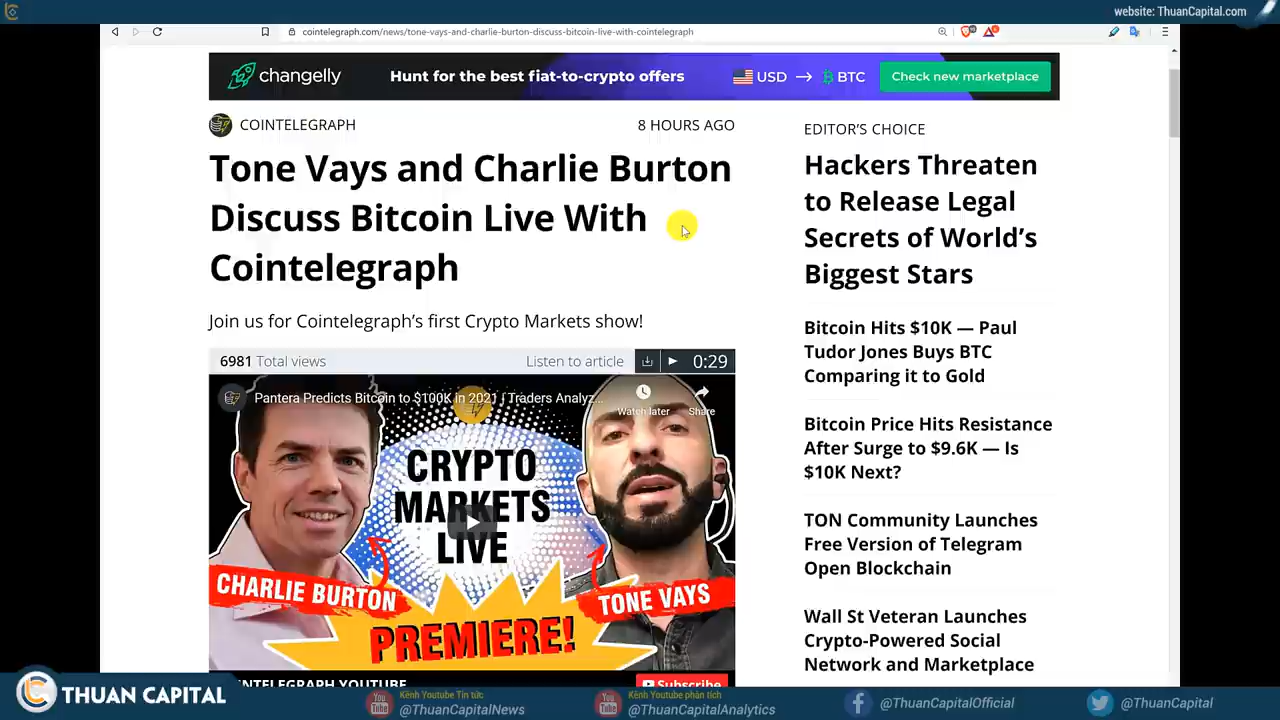 website: ThuanCapital.com
cointelegraph.com/news/tone-vays-and-charlie-burton-discuss-bitcoin-live-with-cointelegraph
changelly
Hunt for the best fiat-to-crypto offers
USD → BTC
Check new marketplace
COINTELEGRAPH
8 HOURS AGO
Tone Vays and Charlie Burton
Discuss Bitcoin Live With
Cointelegraph
Join us for Cointelegraph’s first Crypto Markets show!
6981 Total views
Listen to article
0:29
Pantera Predicts Bitcoin to $100K in 2021 | Traders Analyz...
Watch later
Share
CRYPTO
MARKETS
LIVE
CHARLIE BURTON
TONE VAYS
PREMIERE!
COINTELEGRAPH YOUTUBE
Subscribe
EDITOR’S CHOICE
Hackers Threaten
to Release Legal
Secrets of World’s
Biggest Stars
Bitcoin Hits $10K — Paul
Tudor Jones Buys BTC
Comparing it to Gold
Bitcoin Price Hits Resistance
After Surge to $9.6K — Is
$10K Next?
TON Community Launches
Free Version of Telegram
Open Blockchain
Wall St Veteran Launches
Crypto-Powered Social
Network and Marketplace
THUAN CAPITAL
You Tube
Kênh Youtube Tin tức:
@ThuanCapitalNews
You Tube
Kênh Youtube phân tích
@ThuanCapitalAnalytics
@ThuanCapitalOfficial
@ThuanCapital